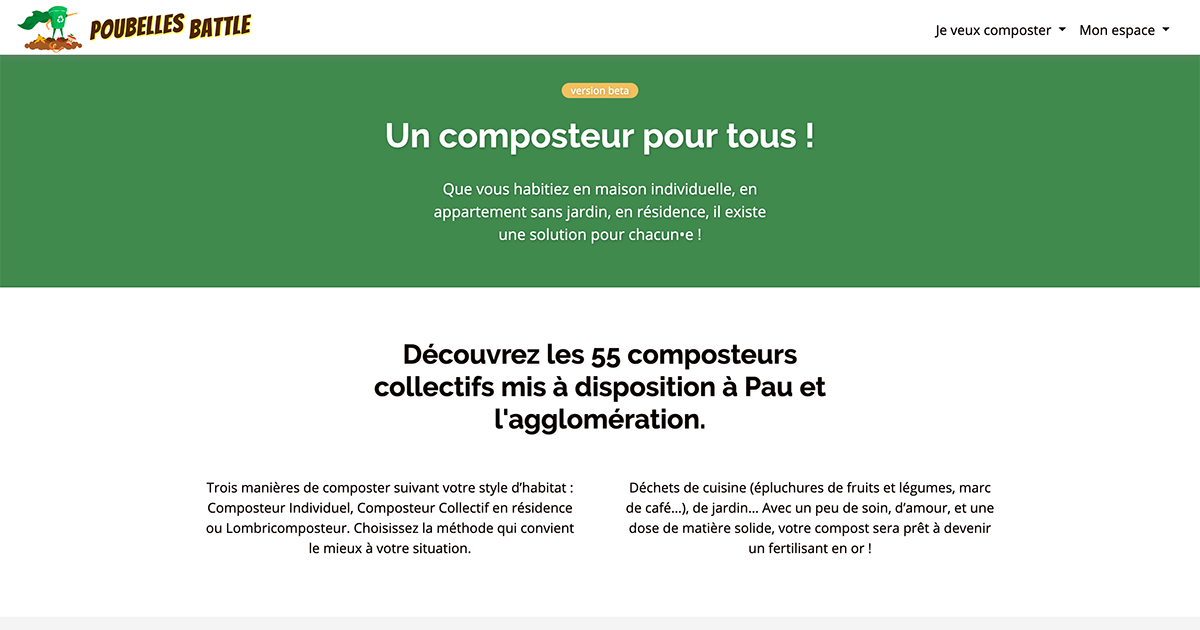 POUBELLES BATTLE
Je veux composter
Mon espace
version beta
Un composteur pour tous !
Que vous habitiez en maison individuelle, en
appartement sans jardin, en résidence, il existe
une solution pour chacun•e !
Découvrez les 55 composteurs
collectifs mis à disposition à Pau et
l'agglomération.
Trois manières de composter suivant votre style d’habitat :
Composteur Individuel, Composteur Collectif en résidence
ou Lombricomposteur. Choisissez la méthode qui convient
le mieux à votre situation.
Déchets de cuisine (épluchures de fruits et légumes, marc
de café...), de jardin... Avec un peu de soin, d’amour, et une
dose de matière solide, votre compost sera prêt à devenir
un fertilisant en or !